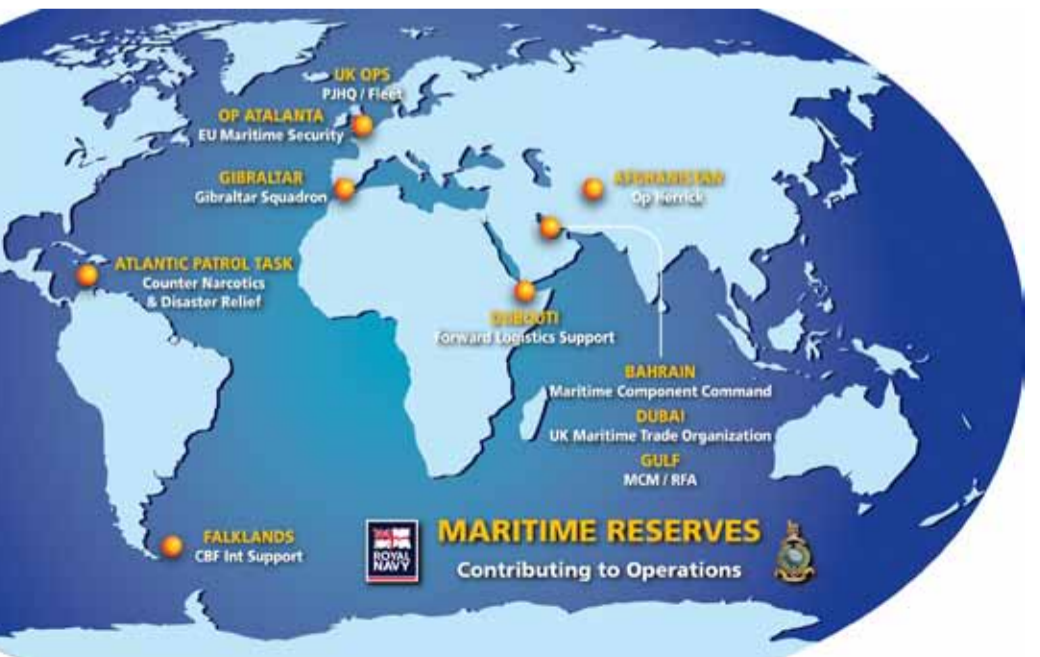 UK OPS
PJHQ / Fleet
OP ATALANTA
EU Maritime Security
GIBRALTAR
Gibraltar Squadron
AFGHANISTAN
Op Herrick
ATLANTIC PATROL TASK
Counter Narcotics
& Disaster Relief
DJIBOUTI
Forward Logistics Support
BAHRAIN
Maritime Component Command
DUBAI
UK Maritime Trade Organization
GULF
MCM / RFA
FALKLANDS
CBF Int Support
ROYAL
NAVY
MARITIME RESERVES
Contributing to Operations